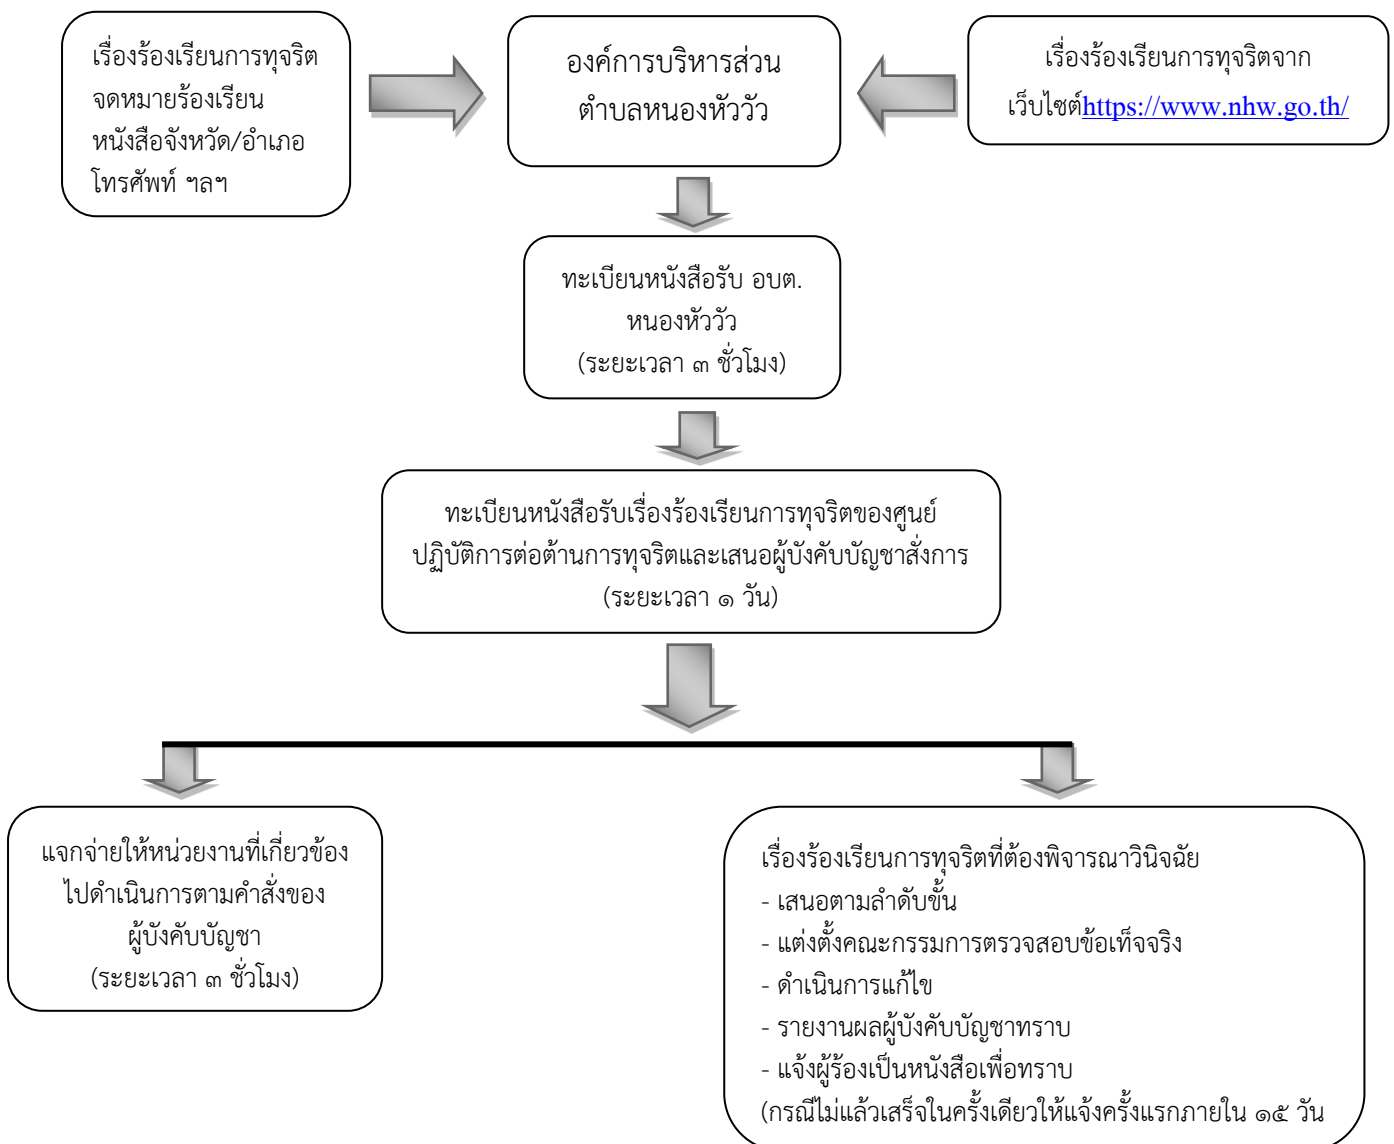 เรื่องร้องเรียนการทุจริต
จดหมายร้องเรียน
หนังสือจังหวัด/อำเภอ
โทรศัพท์ ฯลฯ
องค์การบริหารส่วน
ตำบลหนองหัววัว
เรื่องร้องเรียนการทุจริตจาก
เว็บไซต์https://www.nhw.go.th/
ทะเบียนหนังสือรับ อบต.
หนองหัววัว
(ระยะเวลา ๓ ชั่วโมง)
ทะเบียนหนังสือรับเรื่องร้องเรียนการทุจริตของศูนย์
ปฏิบัติการต่อต้านการทุจริตและเสนอผู้บังคับบัญชาสั่งการ
(ระยะเวลา ๑ วัน)
แจกจ่ายให้หน่วยงานที่เกี่ยวข้อง
ไปดำเนินการตามคำสั่งของ
ผู้บังคับบัญชา
(ระยะเวลา ๓ ชั่วโมง)
เรื่องร้องเรียนการทุจริตที่ต้องพิจารณาวินิจฉัย
- เสนอตามลำดับขั้น
- แต่งตั้งคณะกรรมการตรวจสอบข้อเท็จจริง
- ดำเนินการแก้ไข
- รายงานผลผู้บังคับบัญชาทราบ
- แจ้งผู้ร้องเป็นหนังสือเพื่อทราบ
(กรณีไม่แล้วเสร็จในครั้งเดียวให้แจ้งครั้งแรกภายใน ๑๕ วัน